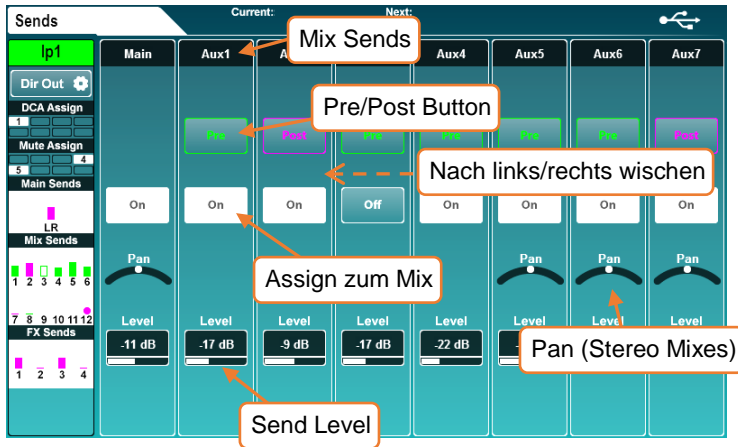 Sends
Current:
Next:
Ip1
Main
Aux1
Mix Sends
Aux4
Aux5
Aux6
Aux7
Dir Out
DCA Assign
1
Pre/Post Button
Pre
Post
Pre
Pre
Pre
Pre
Post
Mute Assign
4
5
Nach links/rechts wischen
Main Sends
LR
On
On
On
Off
On
On
On
On
Mix Sends
1 2 3 4 5 6
7 8 9 10 11 12
Pan
Assign zum Mix
Pan
Pan
Pan
FX Sends
1 2 3 4
Level
Level
Level
Level
Level
Level
Level
Level
-11 dB
-17 dB
-9 dB
-17 dB
-22 dB
Pan (Stereo Mixes)
Send Level